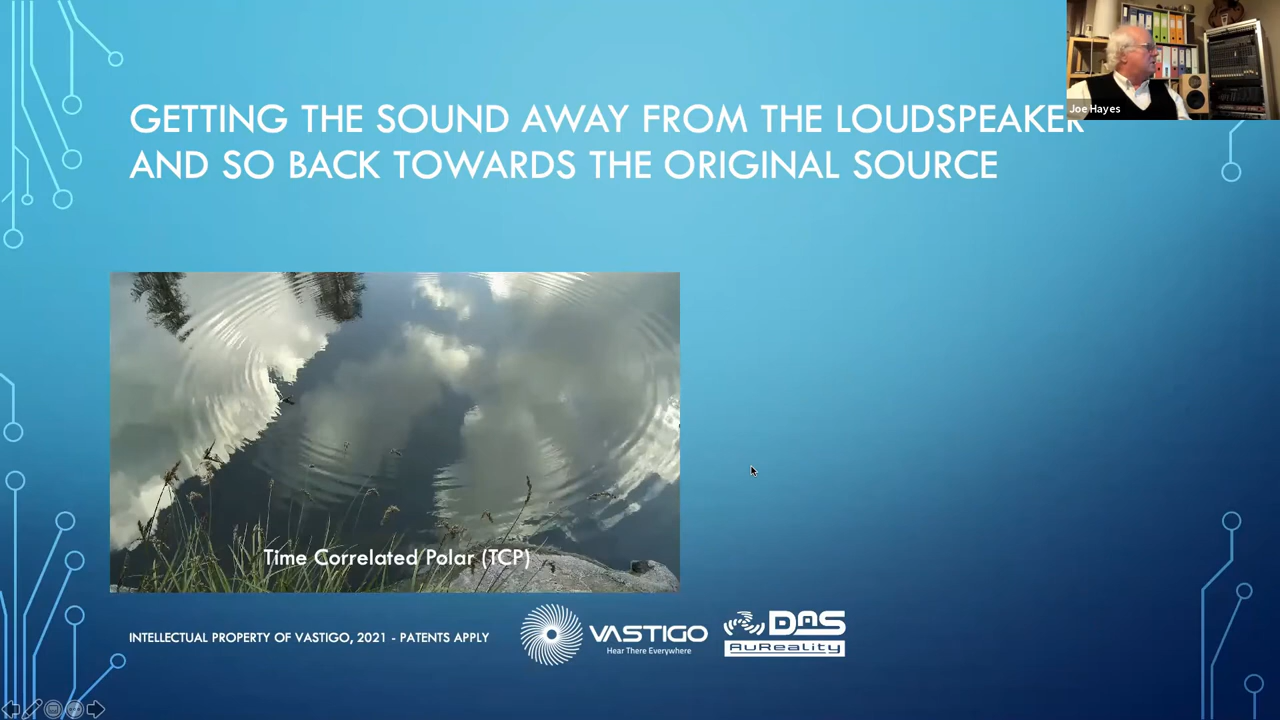 Joe Hayes
GETTING THE SOUND AWAY FROM THE LOUDSPEAKER
AND SO BACK TOWARDS THE ORIGINAL SOURCE
Time Correlated Polar (TCP)
INTELLECTUAL PROPERTY OF VASTIGO, 2021 - PATENTS APPLY
VASTIGO
Hear There Everywhere
DAS
AuReality